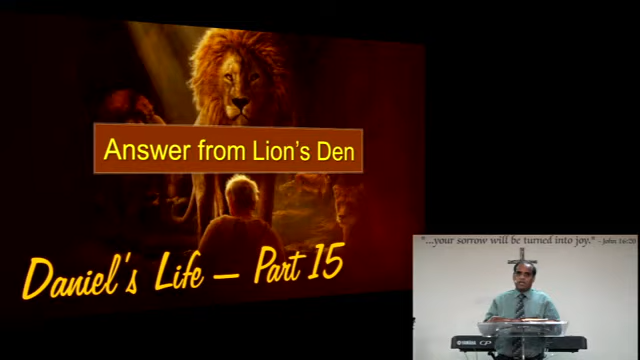 Answer from Lion's Den
Daniel's Life – Part 15
"...your sorrow will be turned into joy." - John 16:20
YAMAHA CP